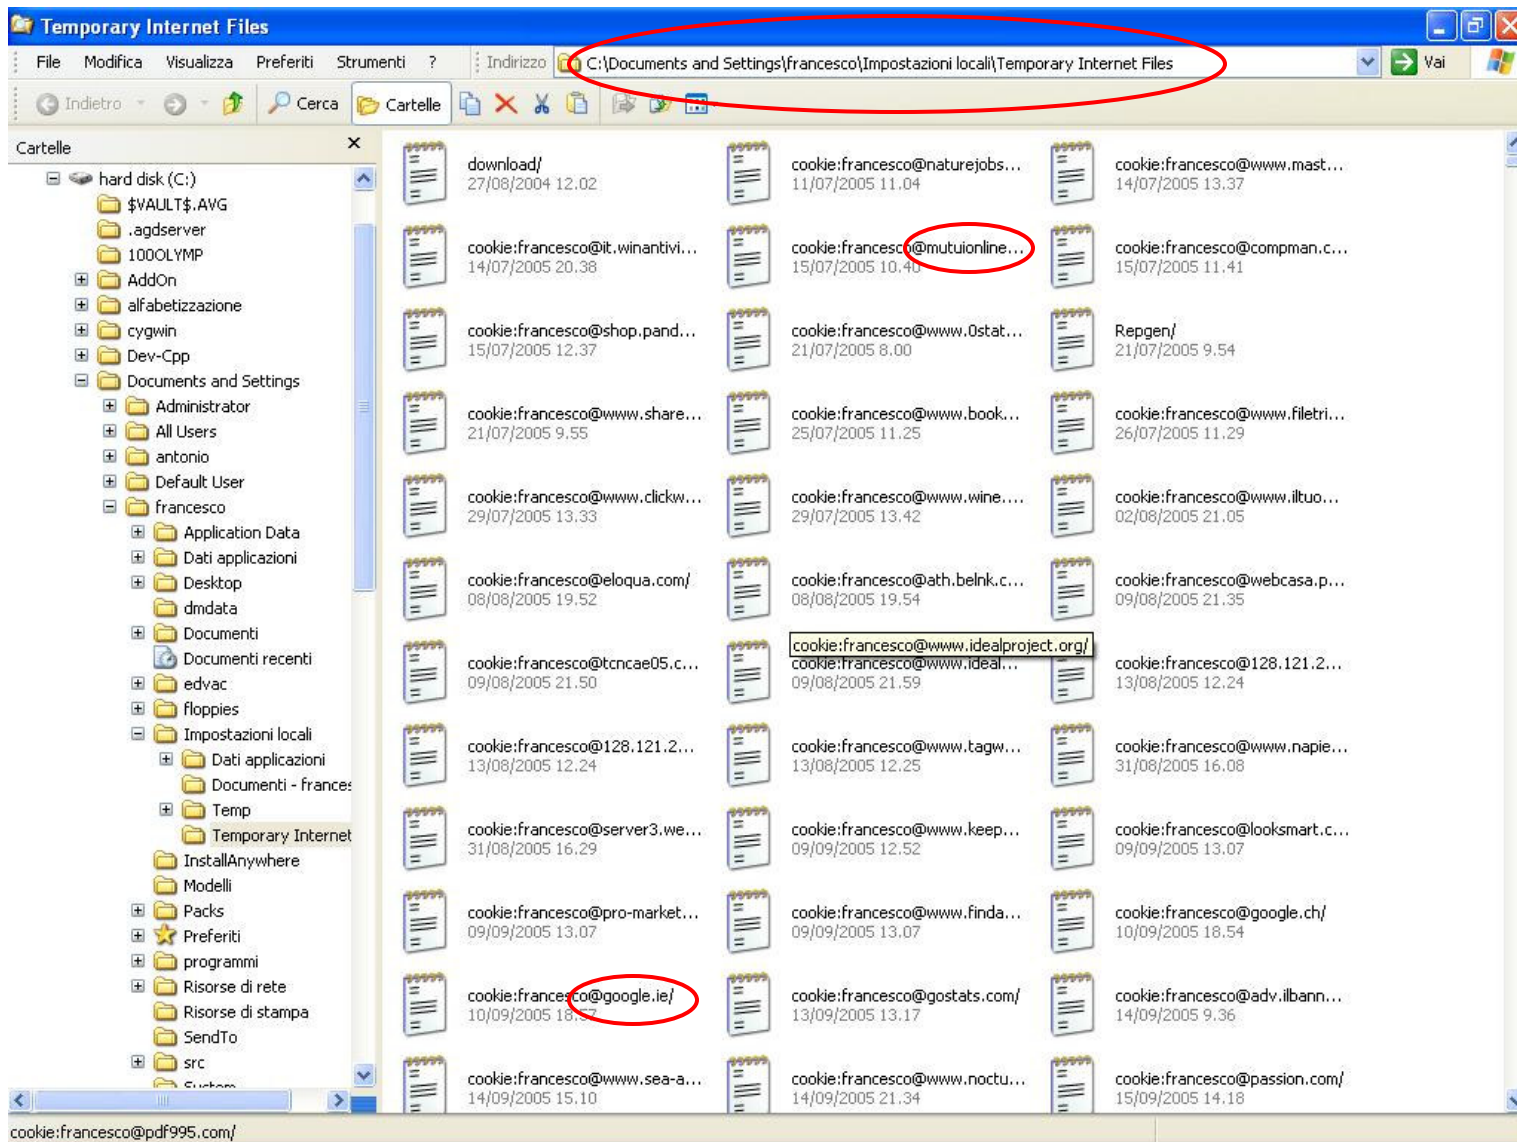 Temporary Internet Files
File Modifica Visualizza Preferiti Strumenti ? Indirizzo C:\Documents and Settings\francesco\Impostazioni locali\Temporary Internet Files Vai
Indietro Cerca Cartelle
Cartelle
hard disk (C:)
$VAULT$.AVG
.agdserver
100OLYMP
AddOn
alfabetizzazione
cygwin
Dev-Cpp
Documents and Settings
Administrator
All Users
antonio
Default User
francesco
Application Data
Dati applicazioni
Desktop
dmdata
Documenti
Documenti recenti
edvac
floppies
Impostazioni locali
Dati applicazioni
Documenti - frances
Temp
Temporary Internet
InstallAnywhere
Modelli
Packs
Preferiti
programmi
Risorse di rete
Risorse di stampa
SendTo
src
System
download/
27/08/2004 12.02
cookie:francesco@naturejobs...
11/07/2005 11.04
cookie:francesco@www.mast...
14/07/2005 13.37
cookie:francesco@it.winantivi...
14/07/2005 20.38
cookie:francesco@mutuionline...
15/07/2005 10.40
cookie:francesco@compman.c...
15/07/2005 11.41
cookie:francesco@shop.pand...
15/07/2005 12.37
cookie:francesco@www.0stat...
21/07/2005 8.00
Repgen/
21/07/2005 9.54
cookie:francesco@www.share...
21/07/2005 9.55
cookie:francesco@www.book...
25/07/2005 11.25
cookie:francesco@www.filetri...
26/07/2005 11.29
cookie:francesco@www.clickw...
29/07/2005 13.33
cookie:francesco@www.wine....
29/07/2005 13.42
cookie:francesco@www.iltuo...
02/08/2005 21.05
cookie:francesco@eloqua.com/
08/08/2005 19.52
cookie:francesco@ath.belnk.c...
08/08/2005 19.54
cookie:francesco@webcasa.p...
09/08/2005 21.35
cookie:francesco@tcncae05.c...
09/08/2005 21.50
cookie:francesco@www.idealproject.org/
cookie:francesco@www.ideal...
09/08/2005 21.59
cookie:francesco@128.121.2...
13/08/2005 12.24
cookie:francesco@128.121.2...
13/08/2005 12.24
cookie:francesco@www.tagw...
13/08/2005 12.25
cookie:francesco@www.napie...
31/08/2005 16.08
cookie:francesco@server3.we...
31/08/2005 16.29
cookie:francesco@www.keep...
09/09/2005 12.52
cookie:francesco@looksmart.c...
09/09/2005 13.07
cookie:francesco@pro-market...
09/09/2005 13.07
cookie:francesco@www.finda...
09/09/2005 13.07
cookie:francesco@google.ch/
10/09/2005 18.54
cookie:francesco@google.ie/
10/09/2005 18.57
cookie:francesco@gostats.com/
13/09/2005 13.17
cookie:francesco@adv.ilbann...
14/09/2005 9.36
cookie:francesco@www.sea-a...
14/09/2005 15.10
cookie:francesco@www.noctu...
14/09/2005 21.34
cookie:francesco@passion.com/
15/09/2005 14.18
cookie:francesco@pdf995.com/